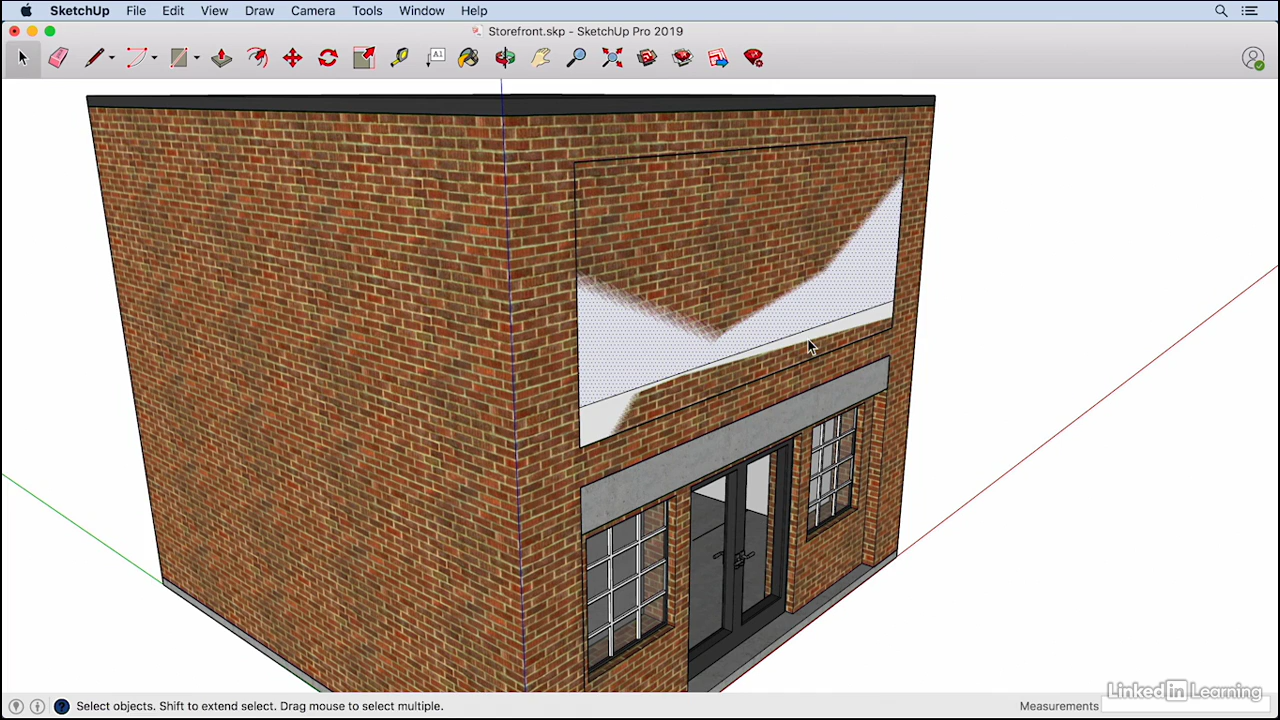 SketchUp File Edit View Draw Camera Tools Window Help
Storefront.skp - SketchUp Pro 2019
A1
Select objects. Shift to extend select. Drag mouse to select multiple.
Measurements
Linked in Learning